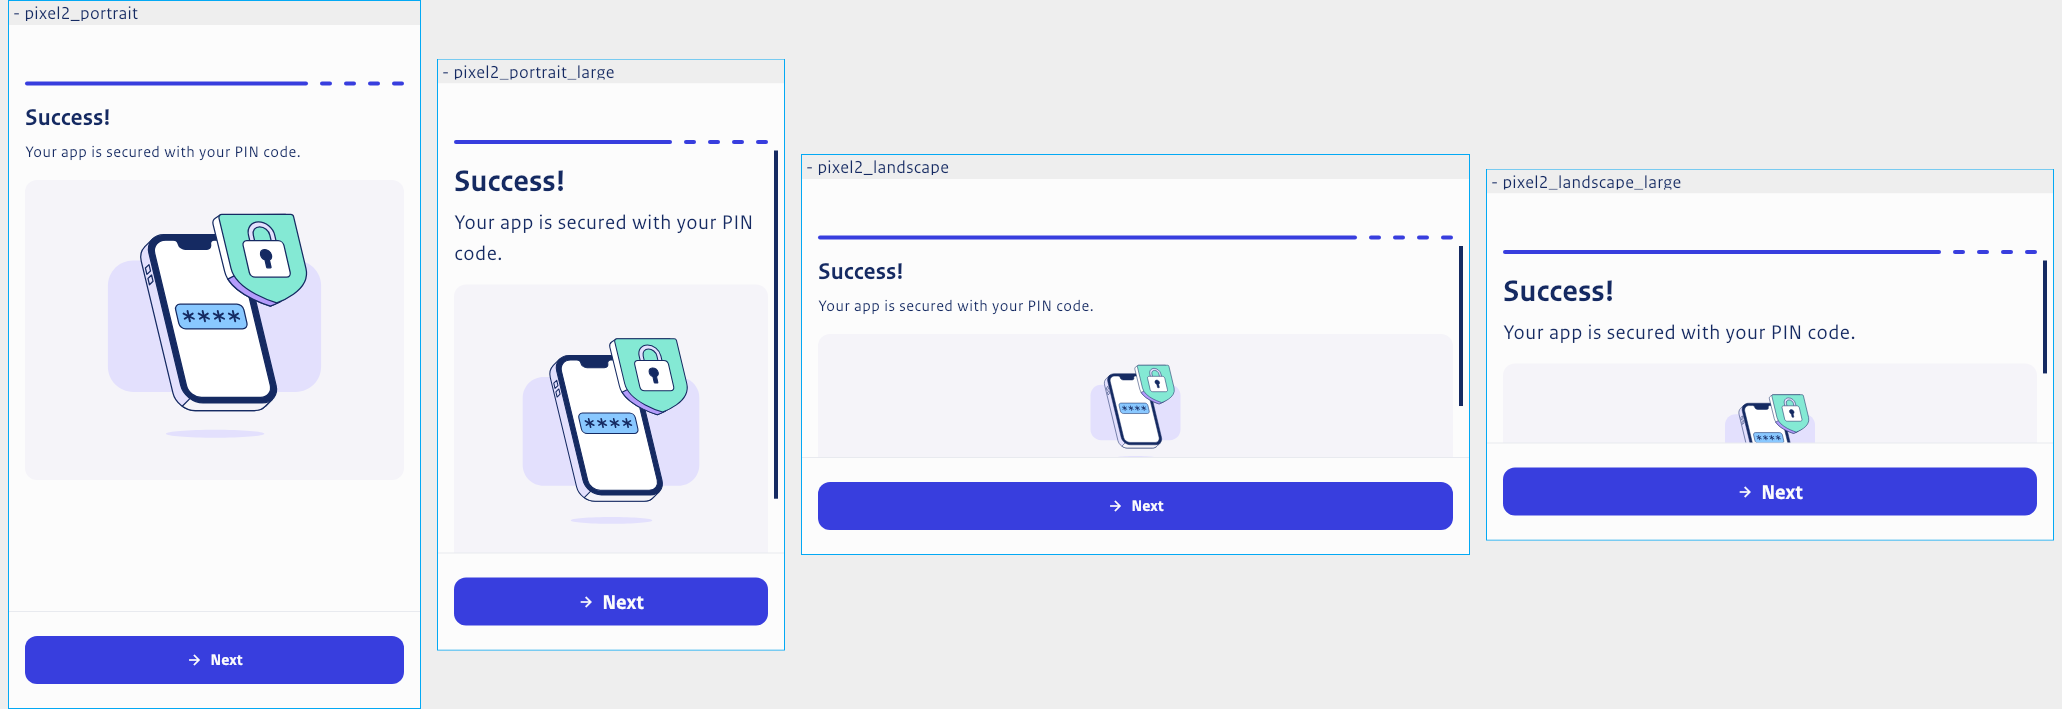 - pixel2_portrait
Success!
Your app is secured with your PIN code.
****
→ Next
- pixel2_portrait_large
Success!
Your app is secured with your PIN
code.
****
→ Next
- pixel2_landscape
Success!
Your app is secured with your PIN code.
****
→ Next
- pixel2_landscape_large
Success!
Your app is secured with your PIN code.
****
→ Next